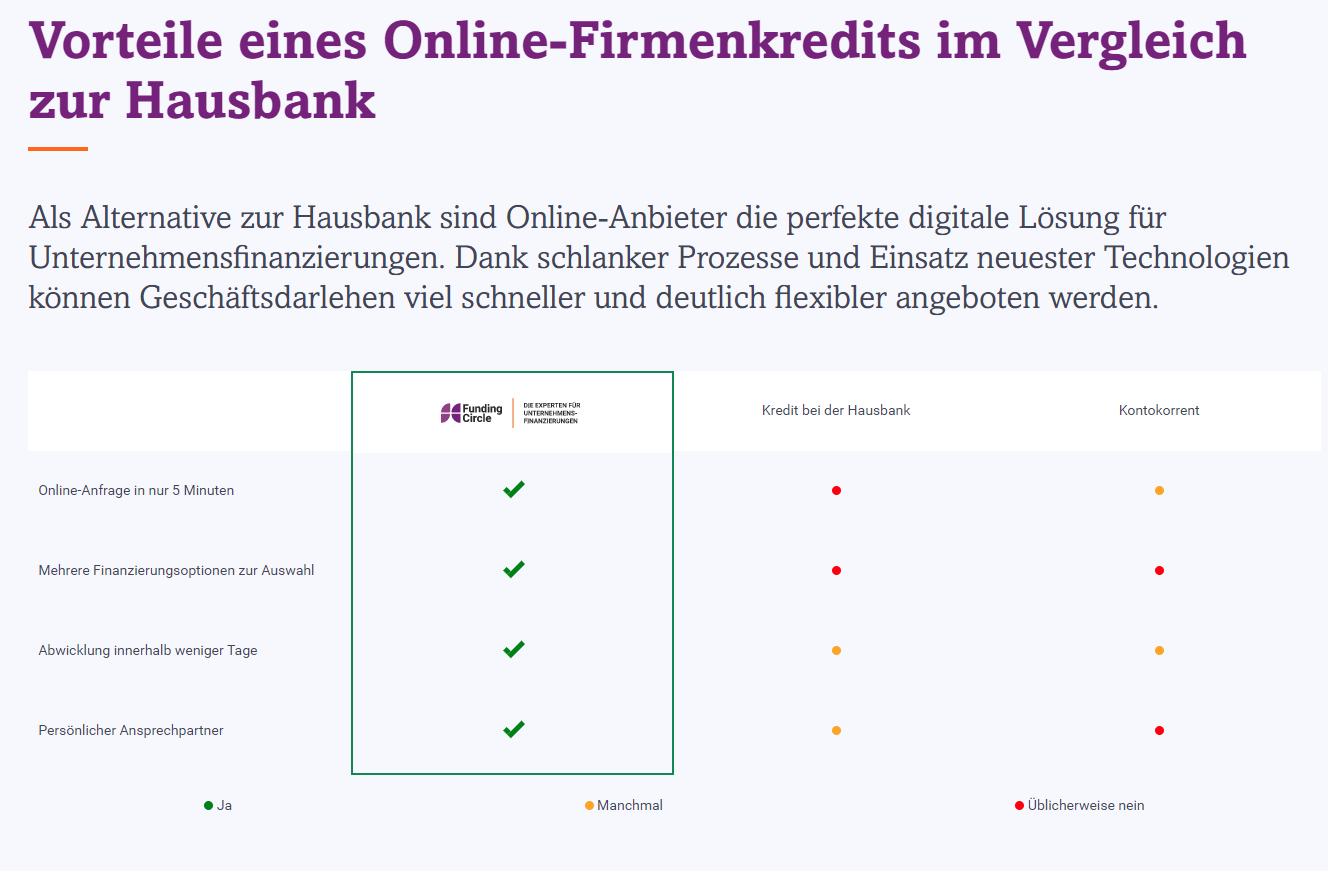 Vorteile eines Online-Firmenkredits im Vergleich
zur Hausbank
Als Alternative zur Hausbank sind Online-Anbieter die perfekte digitale Lösung für
Unternehmensfinanzierungen. Dank schlanker Prozesse und Einsatz neuester Technologien
können Geschäftsdarlehen viel schneller und deutlich flexibler angeboten werden.
Funding
Circle
DIE EXPERTEN FÜR
UNTERNEHMENS-
FINANZIERUNGEN
Kredit bei der Hausbank
Kontokorrent
Online-Anfrage in nur 5 Minuten
Mehrere Finanzierungsoptionen zur Auswahl
Abwicklung innerhalb weniger Tage
Persönlicher Ansprechpartner
Ja
Manchmal
Üblicherweise nein